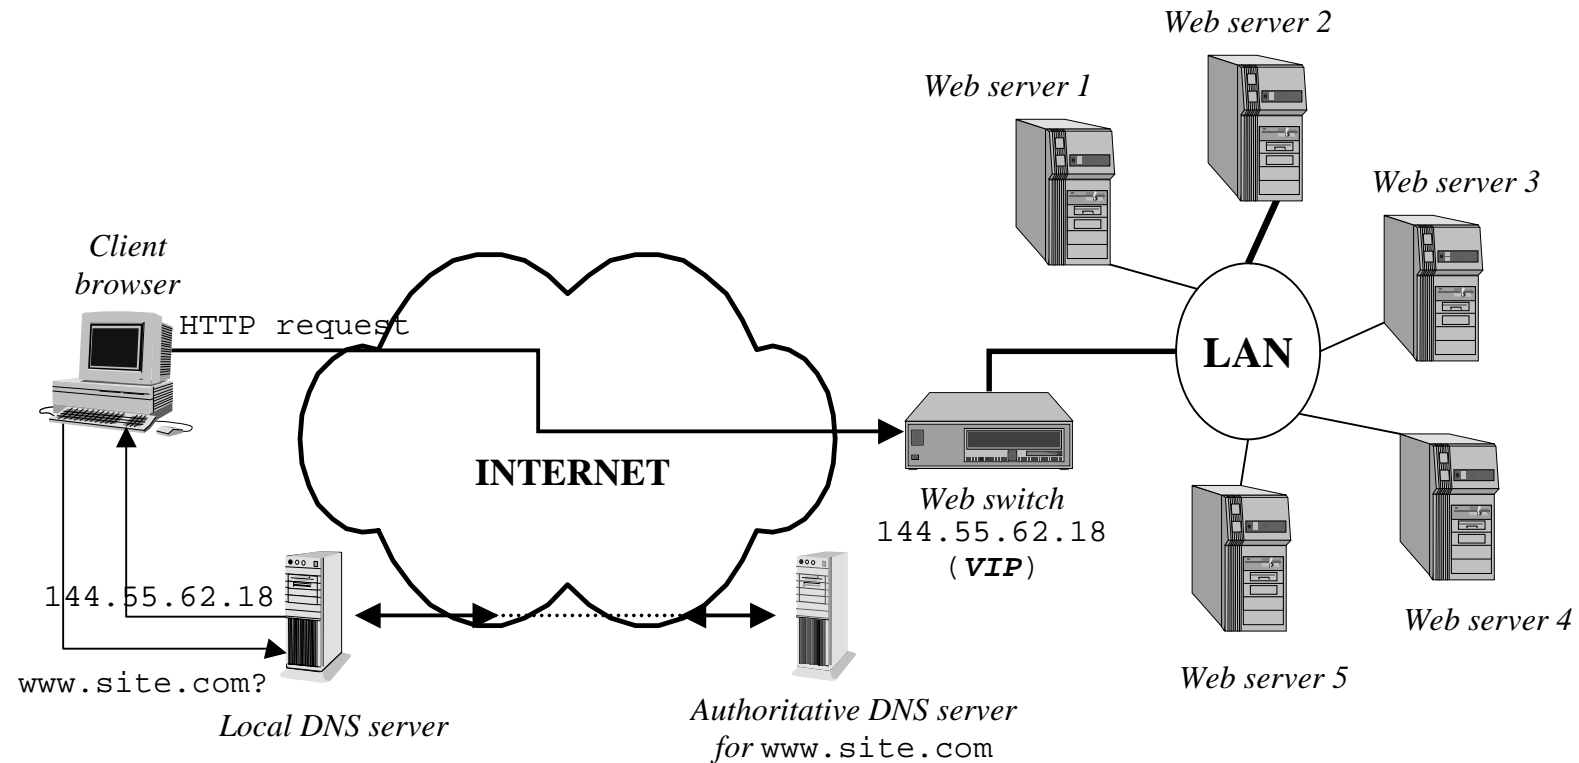 Web server 2
Web server 1
Web server 3
Client
browser
HTTP request
LAN
INTERNET
Web switch
144.55.62.18
(VIP)
144.55.62.18
www.site.com?
Local DNS server
Authoritative DNS server
for www.site.com
Web server 4
Web server 5